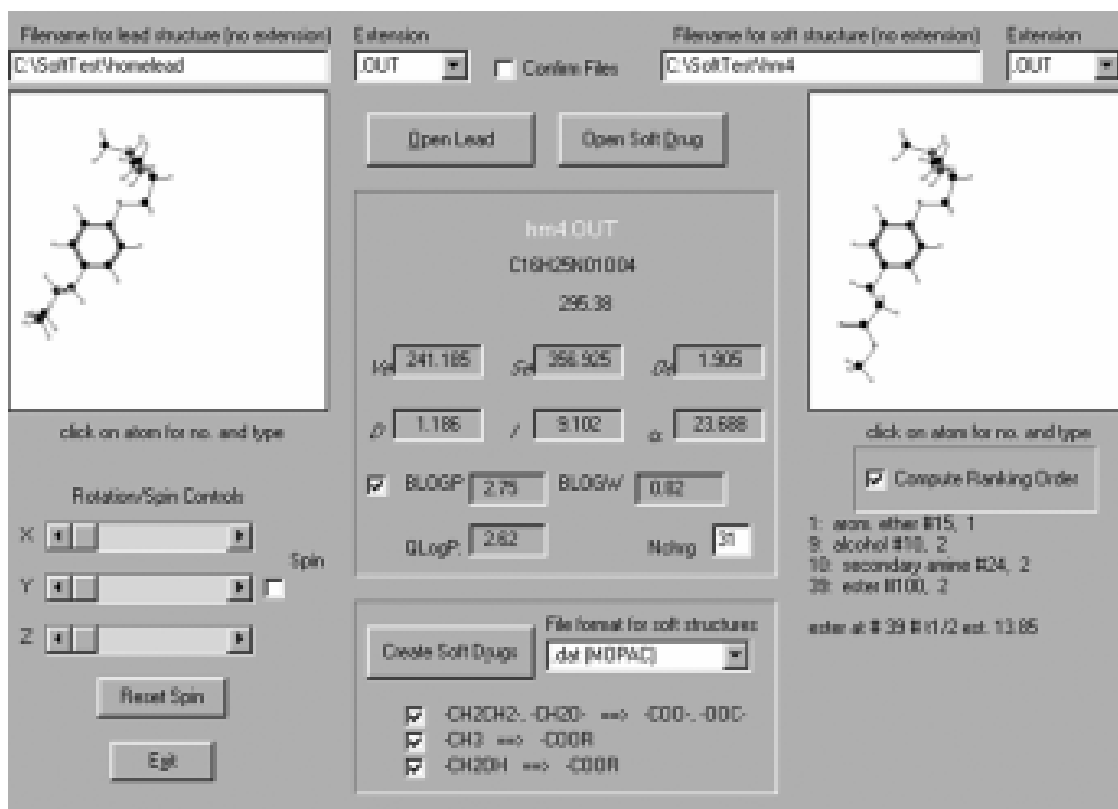 Filename for lead structure (no extension) Extension Filename for soft structure (no extension) Extension
C:\SoftTest\homelead .OUT Confirm Files C:\SoftTest\hm4 .OUT
Open Lead Open Soft Drug
hm4.OUT
C16H25N01O04
295.38
Ve 241.185 Se 356.925 Oe 1.905
D 1.186 I 9.102 α 23.688
BLOGP 2.75 BLOGW 0.82
QLogP: 2.62 Nchrg 31
click on atom for no. and type
Rotation/Spin Controls
X
Y Spin
Z
Reset Spin
Exit
File format for soft structures
Create Soft Drugs .dat (MOPAC)
-CH2CH2-, -CH2O- ==> -COO-, -OOC-
-CH3 ==> -COOR
-CH2OH ==> -COOR
click on atom for no. and type
Compute Ranking Order
1: arom. ether #15, 1
9: alcohol #10, 2
10: secondary amine #24, 2
39: ester #100, 2
ester at # 39 # t1/2 est. 13.85